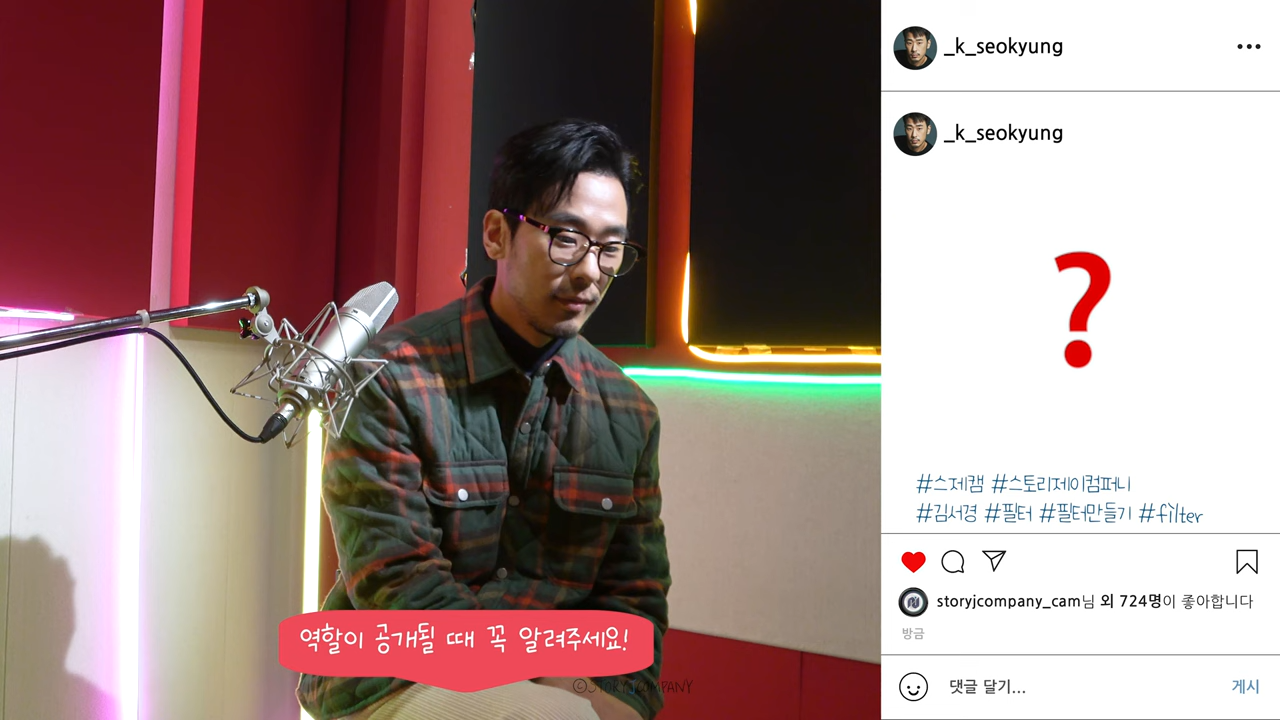 _k_seokyung
_k_seokyung
?
#스제캠 #스토리제이컴퍼니
#김서경 #필터 #필터만들기 #filter
storyjcompany_cam님 외 724명이 좋아합니다
방금
댓글 달기...
게시
역할이 공개될 때 꼭 알려주세요!
©STORYJCOMPANY